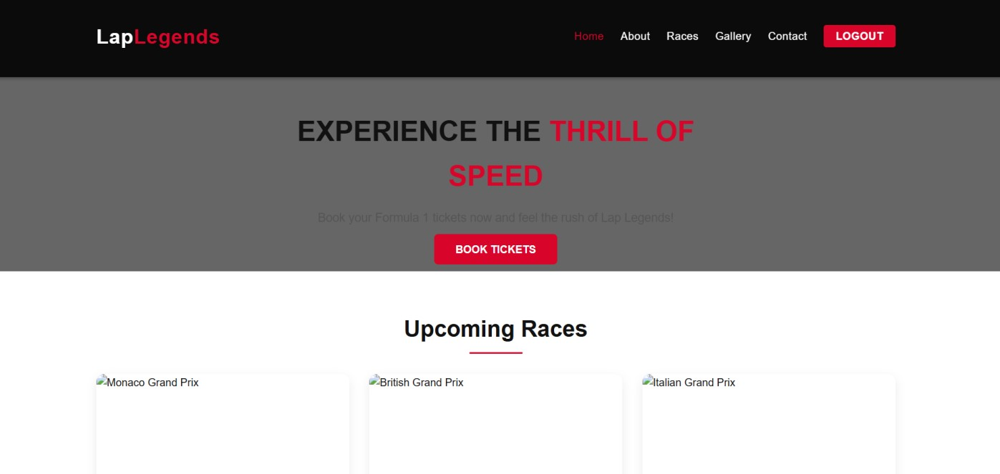 LapLegends
Home About Races Gallery Contact LOGOUT
EXPERIENCE THE THRILL OF
SPEED
Book your Formula 1 tickets now and feel the rush of Lap Legends!
BOOK TICKETS
Upcoming Races
Monaco Grand Prix British Grand Prix Italian Grand Prix